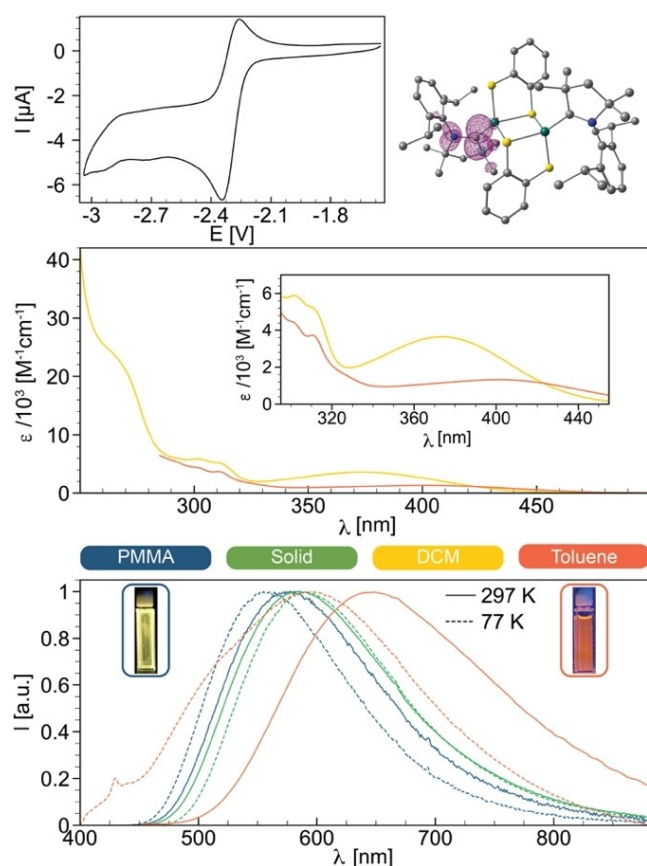 0
-2
-4
-6
I [µA]
-3 -2.7 -2.4 -2.1 -1.8
E [V]
40
30
20
10
0
ε /10³ [M⁻¹cm⁻¹]
6
4
2
0
ε /10³ [M⁻¹cm⁻¹]
320 360 400 440
λ [nm]
300 350 400 450
λ [nm]
PMMA Solid DCM Toluene
1
0.8
0.6
0.4
0.2
0
I [a.u.]
297 K
77 K
400 500 600 700 800
λ [nm]